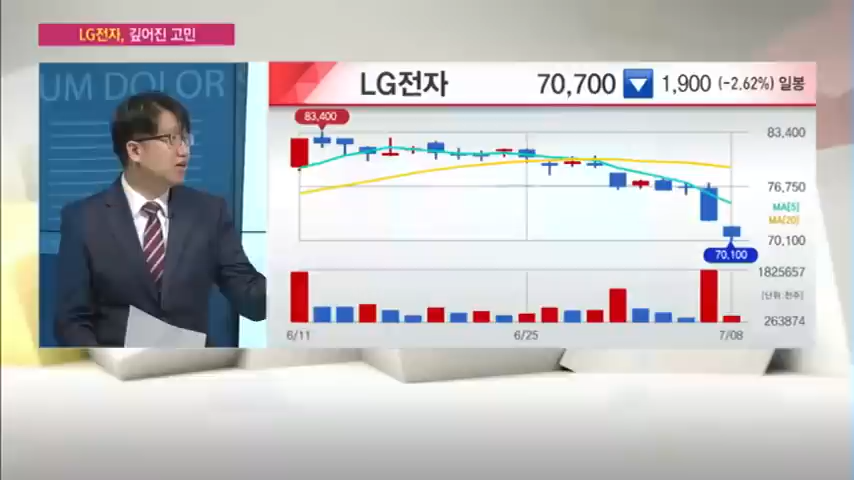 LG전자, 깊어진 고민
UM DOLOR
LG전자 70,700 ▼ 1,900 (-2.62%) 일봉
83,400
83,400
76,750
MA[5]
MA[20]
70,100
70,100
1825657
[단위:천주]
263874
6/11 6/25 7/08